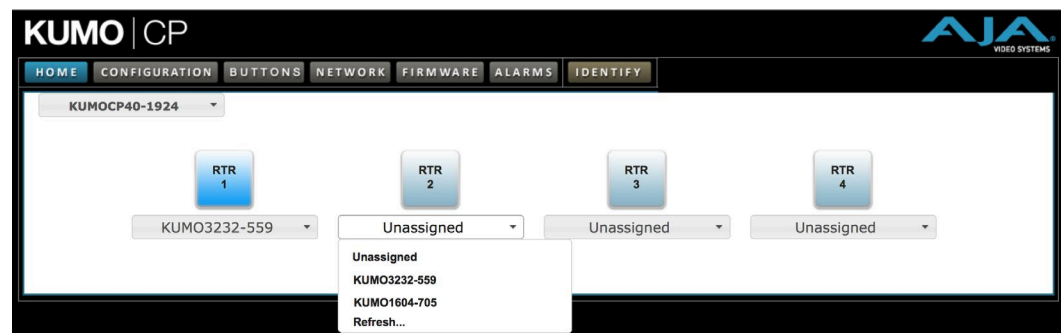 KUMO | CP
AJA
VIDEO SYSTEMS
HOME CONFIGURATION BUTTONS NETWORK FIRMWARE ALARMS IDENTIFY
KUMOCP40-1924
RTR 1
RTR 2
RTR 3
RTR 4
KUMO3232-559 Unassigned Unassigned Unassigned
Unassigned
KUMO3232-559
KUMO1604-705
Refresh...